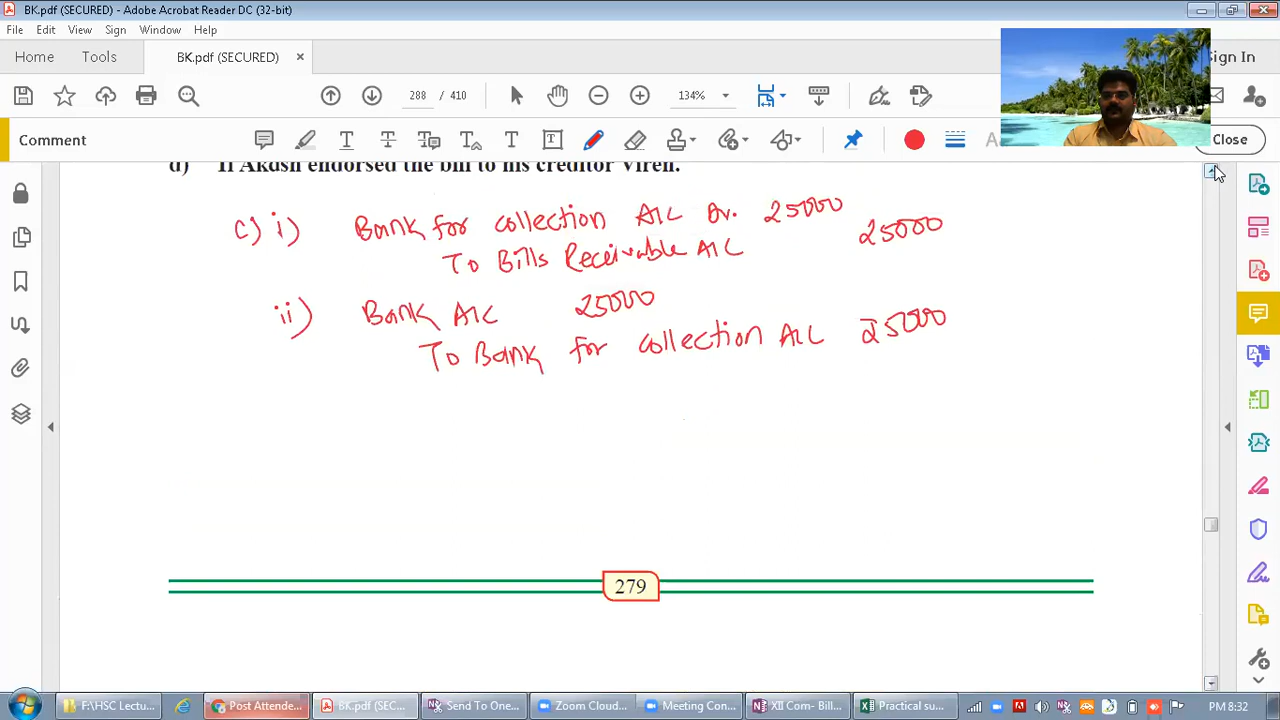 BK.pdf (SECURED) - Adobe Acrobat Reader DC (32-bit)
File Edit View Sign Window Help
Home Tools BK.pdf (SECURED) × Sign In
288 / 410 134%
Comment Close
d) If Akash endorsed the bill to his creditor Viren.
c) i) Bank for collection A/C Dr. 25000
To Bills Receivable A/C 25000
ii) Bank A/C 25000
To Bank for collection A/C 25000
279
F:\HSC Lectu... Post Attende... BK.pdf (SEC... Send To One... Zoom Cloud... Meeting Con... XII Com- Bill... Practical su... 8:32